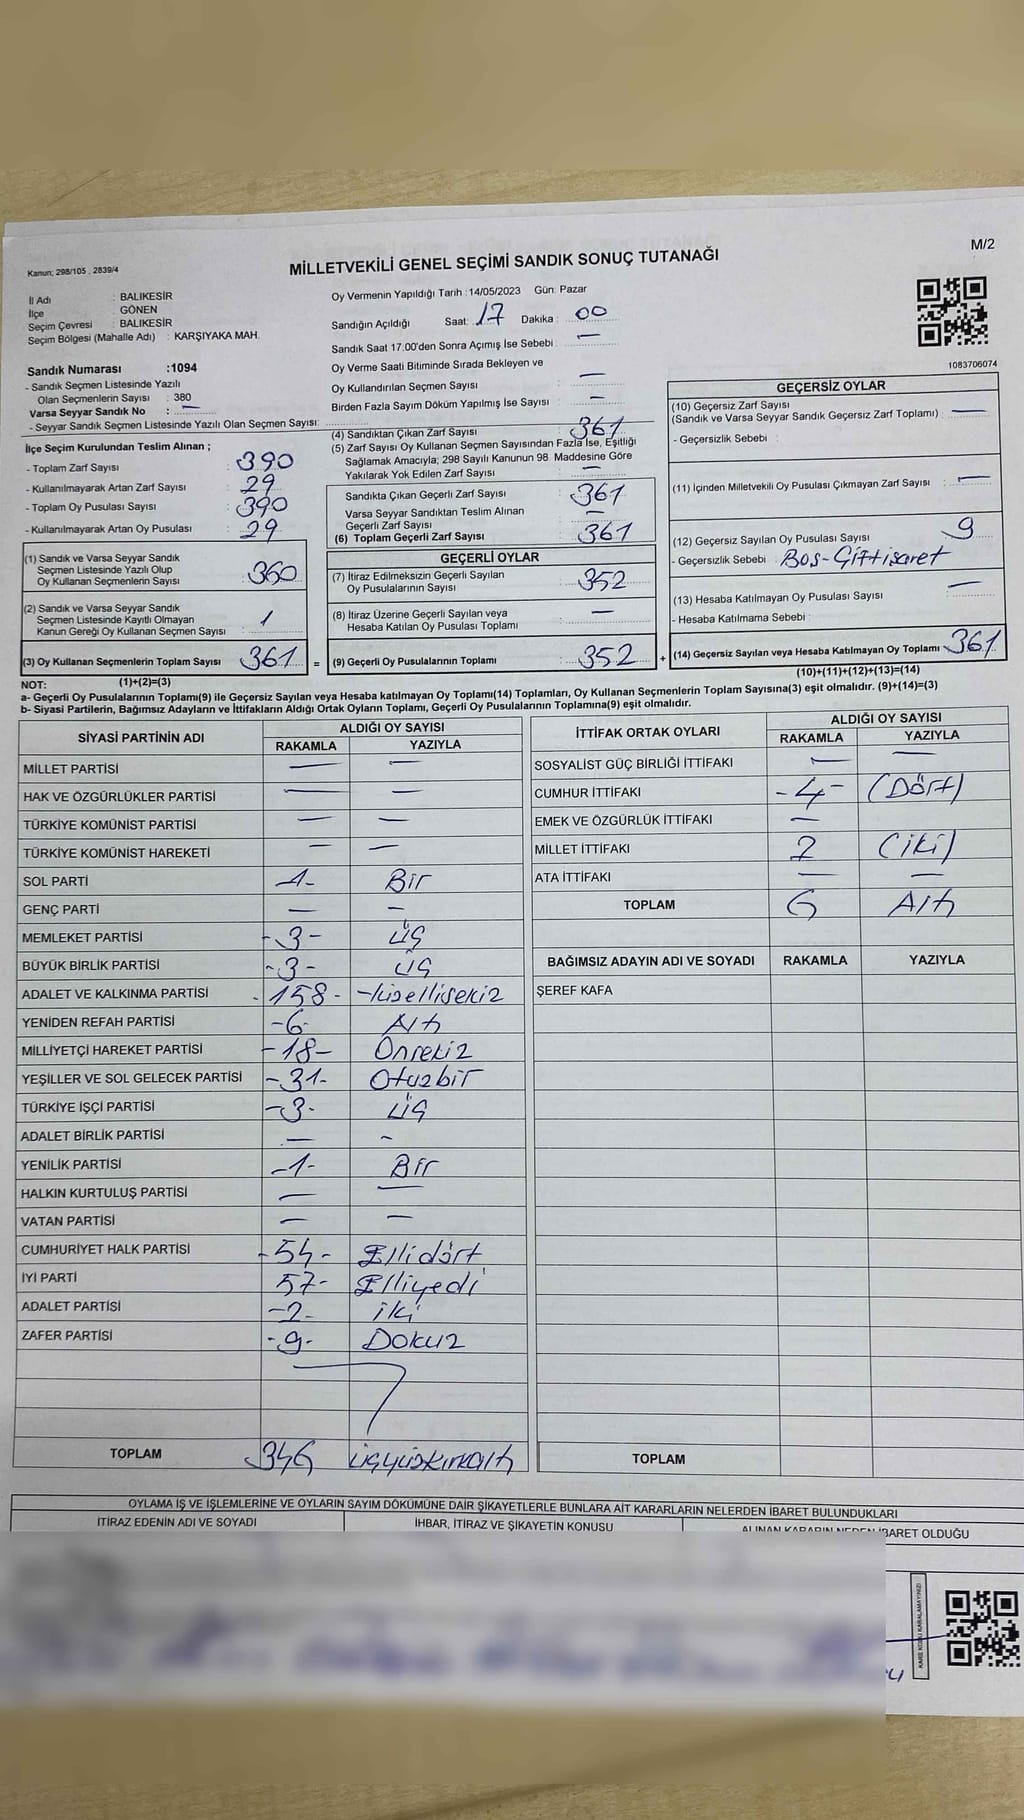 M/2
Kanun; 298/105 , 2839/4
MİLLETVEKİLİ GENEL SEÇİMİ SANDIK SONUÇ TUTANAĞI
İl Adı : BALIKESİR
İlçe : GÖNEN
Seçim Çevresi : BALIKESİR
Seçim Bölgesi (Mahalle Adı) : KARŞIYAKA MAH.
Sandık Numarası :1094
- Sandık Seçmen Listesinde Yazılı
Olan Seçmenlerin Sayısı : 380
Varsa Seyyar Sandık No : —
- Seyyar Sandık Seçmen Listesinde Yazılı Olan Seçmen Sayısı:
İlçe Seçim Kurulundan Teslim Alınan ;
- Toplam Zarf Sayısı : 390
- Kullanılmayarak Artan Zarf Sayısı : 29
- Toplam Oy Pusulası Sayısı : 390
- Kullanılmayarak Artan Oy Pusulası : 29
(1) Sandık ve Varsa Seyyar Sandık
Seçmen Listesinde Yazılı Olup
Oy Kullanan Seçmenlerin Sayısı : 360
(2) Sandık ve Varsa Seyyar Sandık
Seçmen Listesinde Kayıtlı Olmayan
Kanun Gereği Oy Kullanan Seçmen Sayısı : 1
(3) Oy Kullanan Seçmenlerin Toplam Sayısı 361 =
(1)+(2)=(3)
Oy Vermenin Yapıldığı Tarih :14/05/2023 Gün: Pazar
Sandığın Açıldığı Saat: 17 Dakika : 00
Sandık Saat 17:00'den Sonra Açımış İse Sebebi : —
Oy Verme Saati Bitiminde Sırada Bekleyen ve
Oy Kullandırılan Seçmen Sayısı : —
Birden Fazla Sayım Döküm Yapılmış İse Sayısı : —
(4) Sandıktan Çıkan Zarf Sayısı : 361
(5) Zarf Sayısı Oy Kullanan Seçmen Sayısından Fazla İse, Eşitliği
Sağlamak Amacıyla; 298 Sayılı Kanunun 98. Maddesine Göre
Yakılarak Yok Edilen Zarf Sayısı : —
Sandıkta Çıkan Geçerli Zarf Sayısı : 361
Varsa Seyyar Sandıktan Teslim Alınan
Geçerli Zarf Sayısı : —
(6) Toplam Geçerli Zarf Sayısı : 361
GEÇERLİ OYLAR
(7) İtiraz Edilmeksizin Geçerli Sayılan
Oy Pusulalarının Sayısı : 352
(8) İtiraz Üzerine Geçerli Sayılan veya
Hesaba Katılan Oy Pusulası Toplamı : —
(9) Geçerli Oy Pusulalarının Toplamı : 352 +
1083706074
GEÇERSİZ OYLAR
(10) Geçersiz Zarf Sayısı
(Sandık ve Varsa Seyyar Sandık Geçersiz Zarf Toplamı) : —
- Geçersizlik Sebebi :
(11) İçinden Milletvekili Oy Pusulası Çıkmayan Zarf Sayısı : —
(12) Geçersiz Sayılan Oy Pusulası Sayısı : 9
- Geçersizlik Sebebi : Boş-Çiftisaret
(13) Hesaba Katılmayan Oy Pusulası Sayısı : —
- Hesaba Katılmama Sebebi :
(14) Geçersiz Sayılan veya Hesaba Katılmayan Oy Toplamı 361
(10)+(11)+(12)+(13)=(14)
NOT:
a- Geçerli Oy Pusulalarının Toplamı(9) ile Geçersiz Sayılan veya Hesaba katılmayan Oy Toplamı(14) Toplamları, Oy Kullanan Seçmenlerin Toplam Sayısına(3) eşit olmalıdır. (9)+(14)=(3)
b- Siyasi Partilerin, Bağımsız Adayların ve İttifakların Aldığı Ortak Oyların Toplamı, Geçerli Oy Pusulalarının Toplamına(9) eşit olmalıdır.
SİYASİ PARTİNİN ADI ALDIĞI OY SAYISI
RAKAMLA YAZIYLA
MİLLET PARTİSİ — —
HAK VE ÖZGÜRLÜKLER PARTİSİ — —
TÜRKİYE KOMÜNİST PARTİSİ — —
TÜRKİYE KOMÜNİST HAREKETİ — —
SOL PARTİ -1- Bir
GENÇ PARTİ — —
MEMLEKET PARTİSİ -3- üç
BÜYÜK BİRLİK PARTİSİ -3- üç
ADALET VE KALKINMA PARTİSİ -158- -Yüzellisekiz
YENİDEN REFAH PARTİSİ -6- Altı
MİLLİYETÇİ HAREKET PARTİSİ -18- Onsekiz
YEŞİLLER VE SOL GELECEK PARTİSİ -31- Otuzbir
TÜRKİYE İŞÇİ PARTİSİ -3- üç
ADALET BİRLİK PARTİSİ — -
YENİLİK PARTİSİ -1- Bir
HALKIN KURTULUŞ PARTİSİ — —
VATAN PARTİSİ — —
CUMHURİYET HALK PARTİSİ -54- Ellidört
İYİ PARTİ 57- Elliyedi
ADALET PARTİSİ -2- iki
ZAFER PARTİSİ -9- Dokuz
TOPLAM 346 üçyüzkırkaltı
İTTİFAK ORTAK OYLARI ALDIĞI OY SAYISI
RAKAMLA YAZIYLA
SOSYALİST GÜÇ BİRLİĞİ İTTİFAKI — —
CUMHUR İTTİFAKI -4- (Dört)
EMEK VE ÖZGÜRLÜK İTTİFAKI —
MİLLET İTTİFAKI 2 (iki)
ATA İTTİFAKI — —
TOPLAM 6 Altı
BAĞIMSIZ ADAYIN ADI VE SOYADI RAKAMLA YAZIYLA
ŞEREF KAFA
TOPLAM
OYLAMA İŞ VE İŞLEMLERİNE VE OYLARIN SAYIM DÖKÜMÜNE DAİR ŞİKAYETLERLE BUNLARA AİT KARARLARIN NELERDEN İBARET BULUNDUKLARI
İTİRAZ EDENİN ADI VE SOYADI İHBAR, İTİRAZ VE ŞİKAYETİN KONUSU ALINAN KARARIN NEDEN İBARET OLDUĞU
KARE KODU KARALAMAYINIZ!